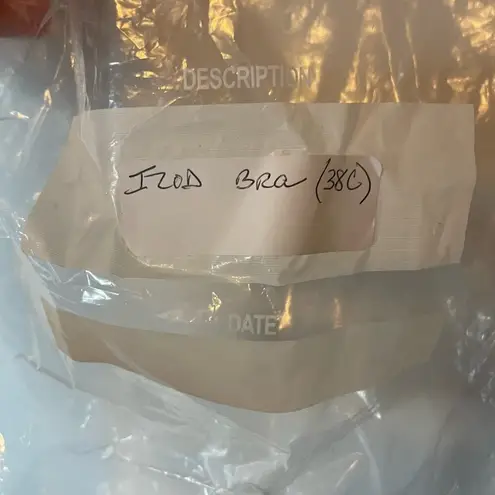 DESCRIPTION
IZOD BRa (38C)
DATE